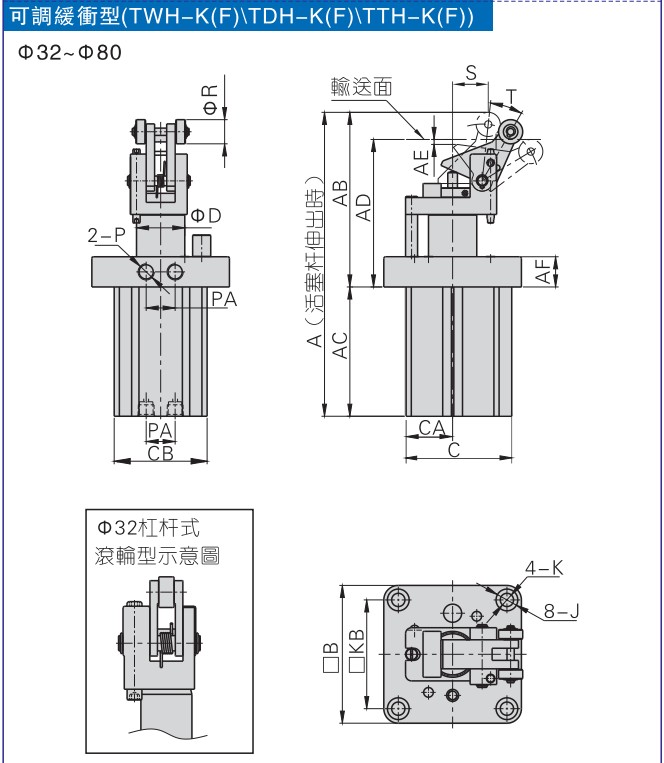 可調緩衝型(TWH-K(F)\TDH-K(F)\TTH-K(F))
Φ32~Φ80
ΦR
ΦD
2-P
PA
PA
CB
輸送面
S
T
AE
AB
AD
A(活塞杆伸出時)
AF
AC
CA
C
Φ32杠杆式
滾輪型示意圖
4-K
8-J
□B
□KB